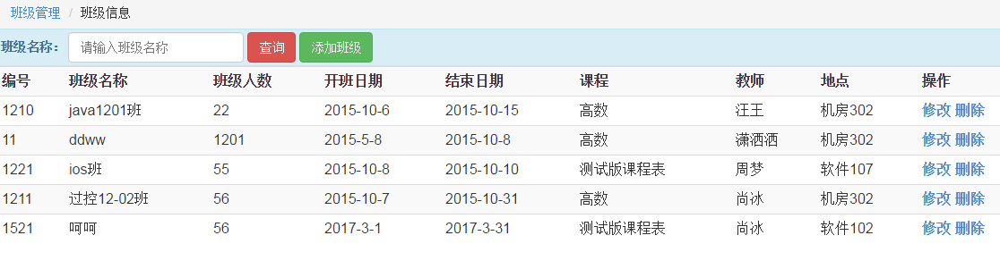 班级管理 / 班级信息
班级名称: 请输入班级名称 查询 添加班级
编号 班级名称 班级人数 开班日期 结束日期 课程 教师 地点 操作
1210 java1201班 22 2015-10-6 2015-10-15 高数 汪王 机房302 修改 删除
11 ddww 1201 2015-5-8 2015-10-8 高数 潇洒洒 机房302 修改 删除
1221 ios班 55 2015-10-8 2015-10-10 测试版课程表 周梦 软件107 修改 删除
1211 过控12-02班 56 2015-10-7 2015-10-31 高数 尚冰 机房302 修改 删除
1521 呵呵 56 2017-3-1 2017-3-31 测试版课程表 尚冰 软件102 修改 删除